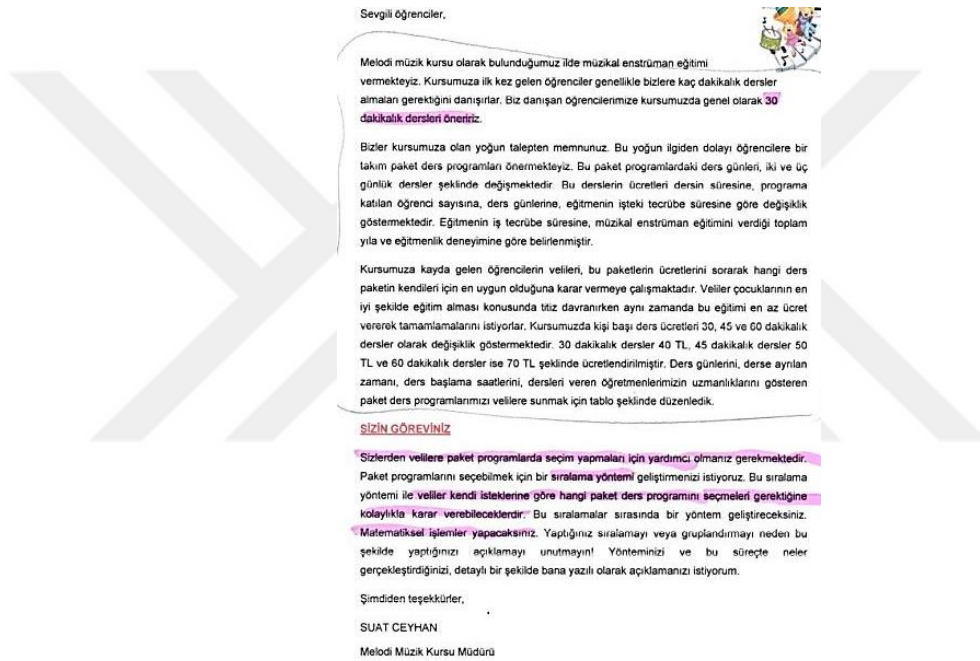 Sevgili öğrenciler,
Melodi müzik kursu olarak bulunduğumuz ilde müzikal enstrüman eğitimi
vermekteyiz. Kursumuza ilk kez gelen öğrenciler genellikle bizlere kaç dakikalık dersler
almaları gerektiğini danışırlar. Biz danışan öğrencilerimize kursumuzda genel olarak 30
dakikalık dersleri öneririz.
Bizler kursumuza olan yoğun talepten memnunuz. Bu yoğun ilgiden dolayı öğrencilere bir
takım paket ders programları önermekteyiz. Bu paket programlardaki ders günleri, iki ve üç
günlük dersler şeklinde değişmektedir. Bu derslerin ücretleri dersin süresine, programa
katılan öğrenci sayısına, ders günlerine, eğitmenin işteki tecrübe süresine göre değişiklik
göstermektedir. Eğitmenin iş tecrübe süresine, müzikal enstrüman eğitimini verdiği toplam
yıla ve eğitmenlik deneyimine göre belirlenmiştir.
Kursumuza kayda gelen öğrencilerin velileri, bu paketlerin ücretlerini sorarak hangi ders
paketin kendileri için en uygun olduğuna karar vermeye çalışmaktadır. Veliler çocuklarının en
iyi şekilde eğitim alması konusunda titiz davranırken aynı zamanda bu eğitimi en az ücret
vererek tamamlamalarını istiyorlar. Kursumuzda kişi başı ders ücretleri 30, 45 ve 60 dakikalık
dersler olarak değişiklik göstermektedir. 30 dakikalık dersler 40 TL, 45 dakikalık dersler 50
TL ve 60 dakikalık dersler ise 70 TL şeklinde ücretlendirilmiştir. Ders günlerini, derse ayrılan
zamanı, ders başlama saatlerini, dersleri veren öğretmenlerimizin uzmanlıklarını gösteren
paket ders programlarımızı velilere sunmak için tablo şeklinde düzenledik.
SİZİN GÖREVİNİZ
Sizlerden velilere paket programlarda seçim yapmaları için yardımcı olmanız gerekmektedir.
Paket programlarını seçebilmek için bir sıralama yöntemi geliştirmenizi istiyoruz. Bu sıralama
yöntemi ile veliler kendi isteklerine göre hangi paket ders programını seçmeleri gerektiğine
kolaylıkla karar verebileceklerdir. Bu sıralamalar sırasında bir yöntem geliştireceksiniz.
Matematiksel işlemler yapacaksınız. Yaptığınız sıralamayı veya gruplandırmayı neden bu
şekilde yaptığınızı açıklamayı unutmayın! Yönteminizi ve bu süreçte neler
gerçekleştirdiğinizi, detaylı bir şekilde bana yazılı olarak açıklamanızı istiyorum.
Şimdiden teşekkürler,
SUAT CEYHAN
Melodi Müzik Kursu Müdürü